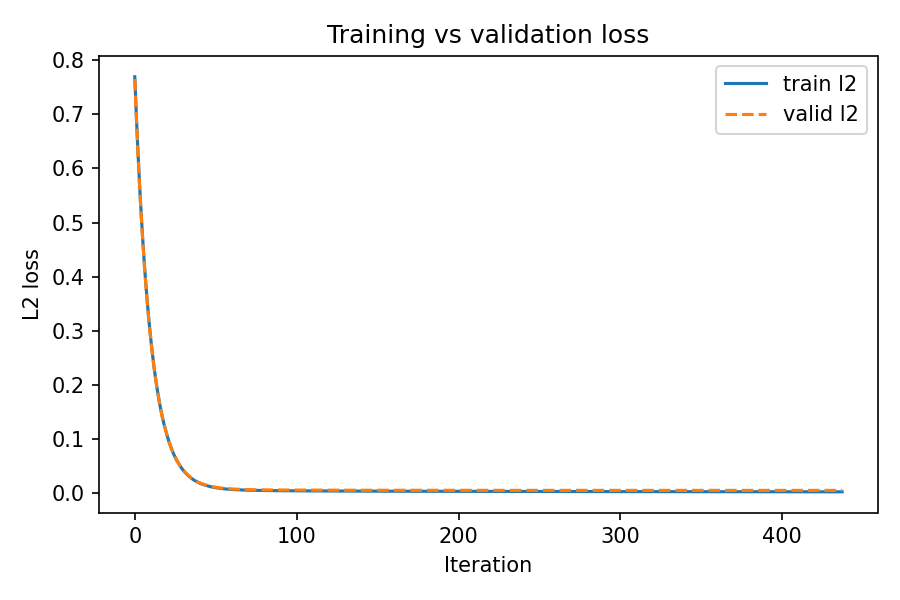 Training vs validation loss
train l2
valid l2
0.8
0.7
0.6
0.5
0.4
0.3
0.2
0.1
0.0
L2 loss
0 100 200 300 400
Iteration